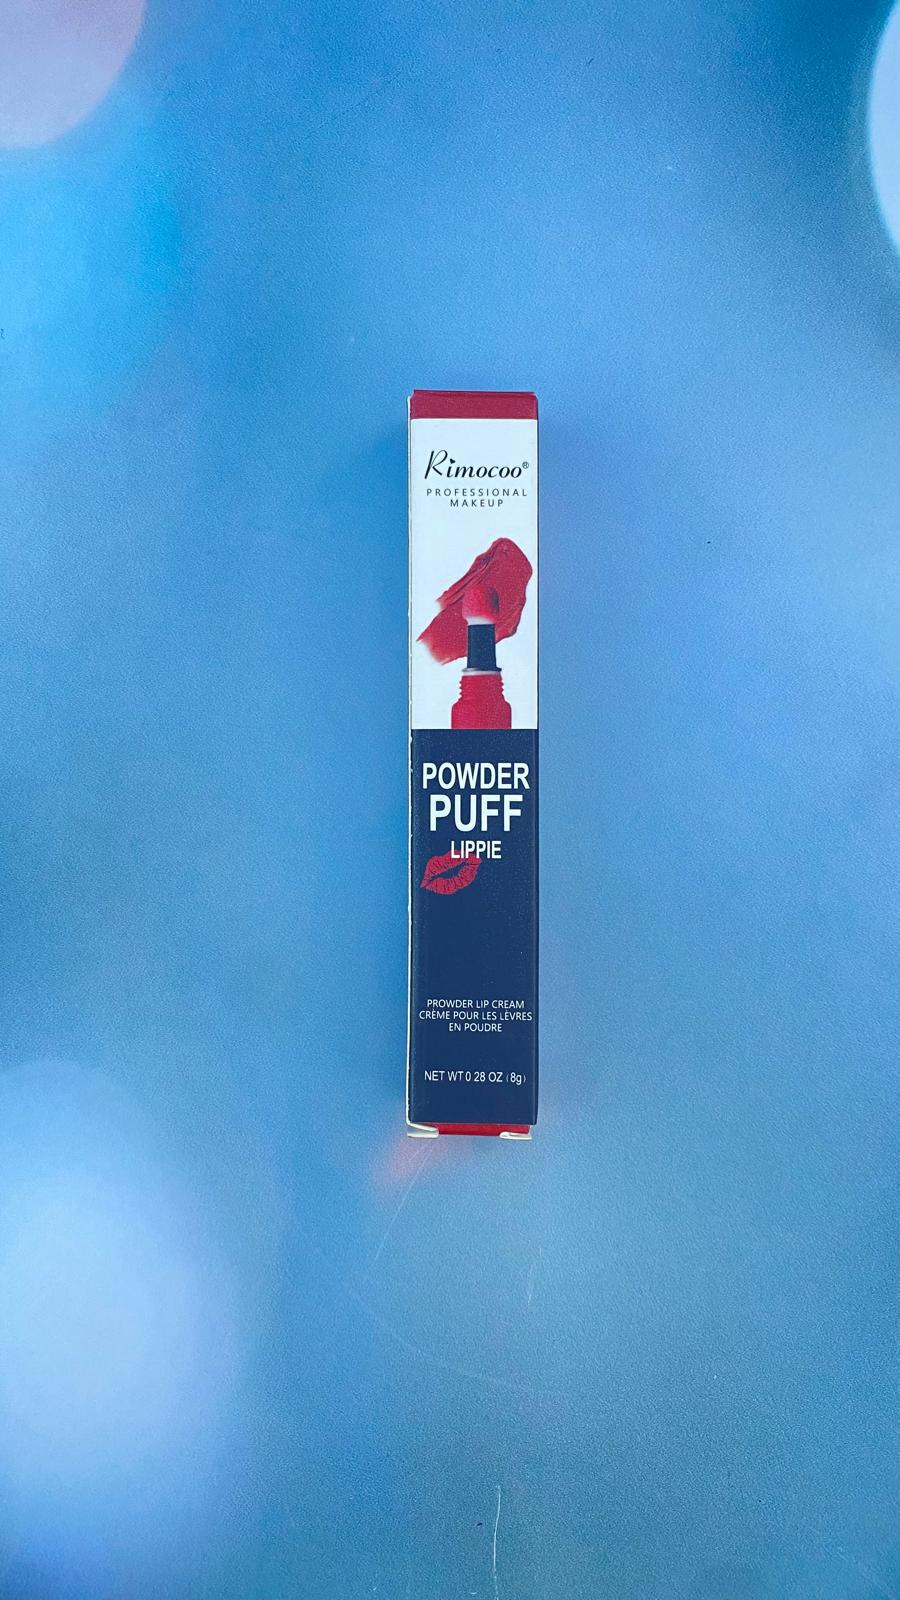 Rimocoo®
PROFESSIONAL
MAKEUP
POWDER
PUFF
LIPPIE
PROWDER LIP CREAM
CRÈME POUR LES LÈVRES
EN POUDRE
NET WT 0 28 OZ (8g)